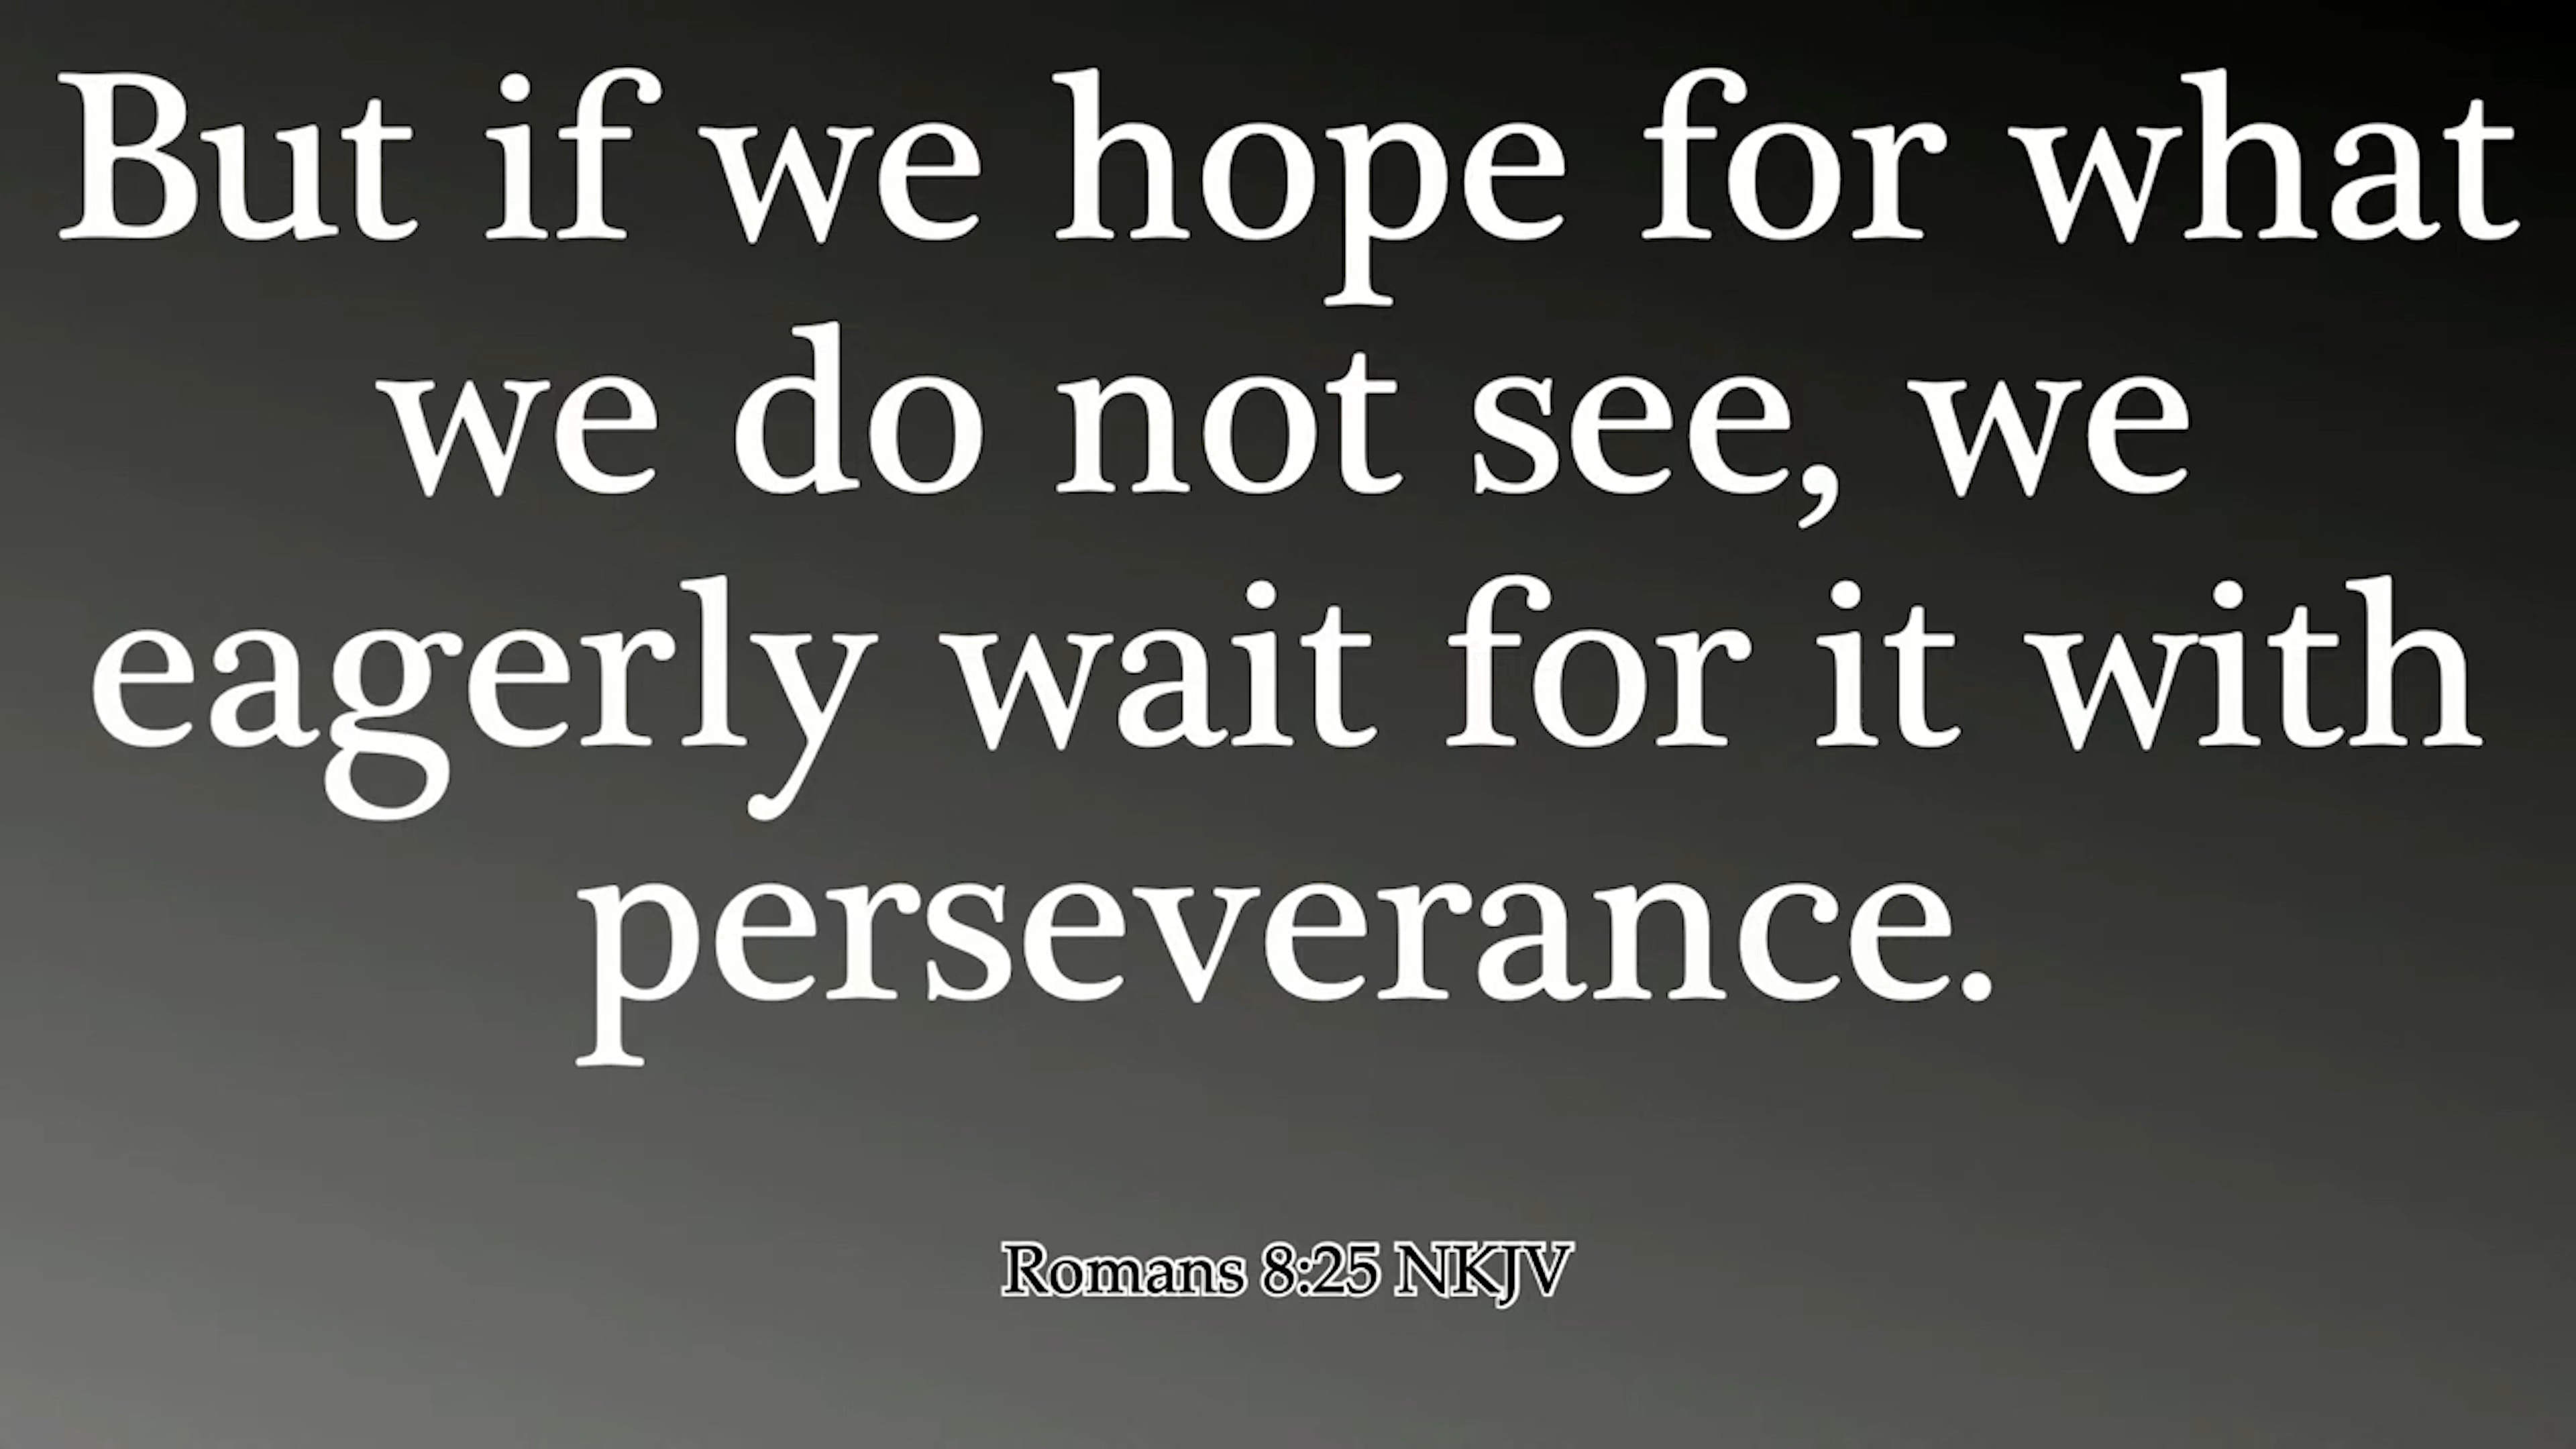 But if we hope for what
we do not see, we
eagerly wait for it with
perseverance.
Romans 8:25 NKJV